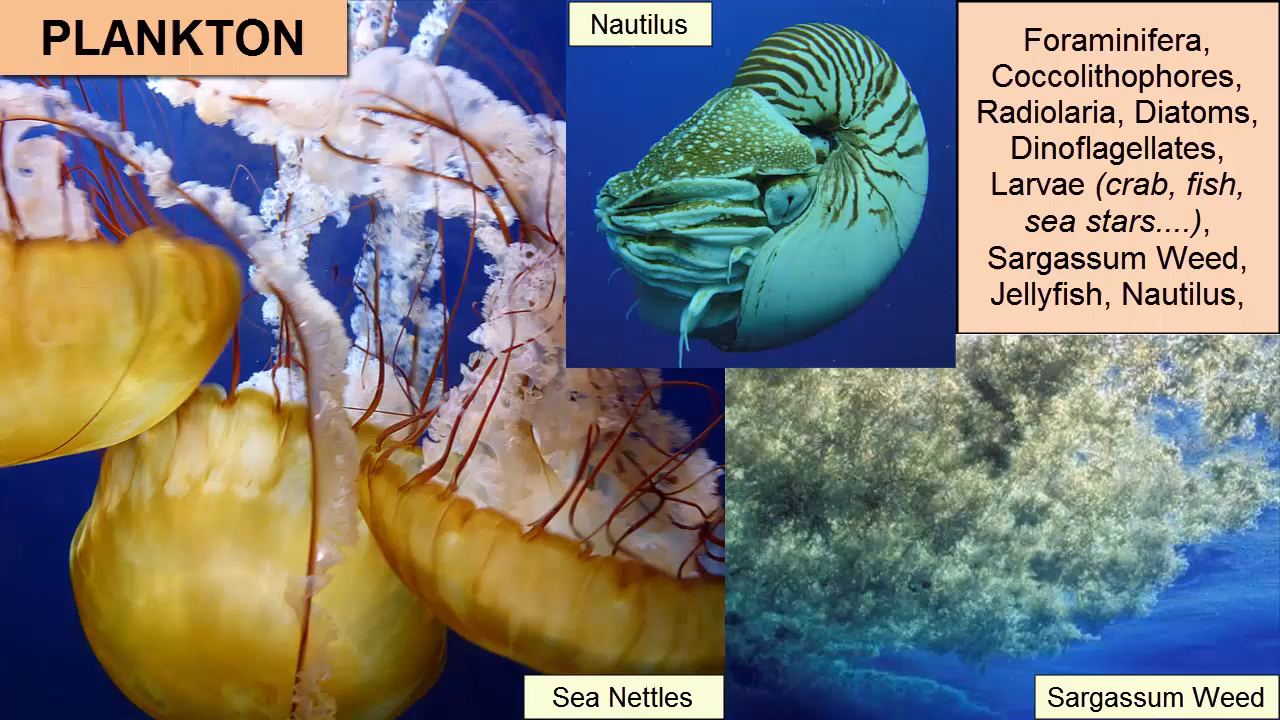 PLANKTON
Nautilus
Foraminifera,
Coccolithophores,
Radiolaria, Diatoms,
Dinoflagellates,
Larvae (crab, fish,
sea stars....),
Sargassum Weed,
Jellyfish, Nautilus,
Sea Nettles
Sargassum Weed